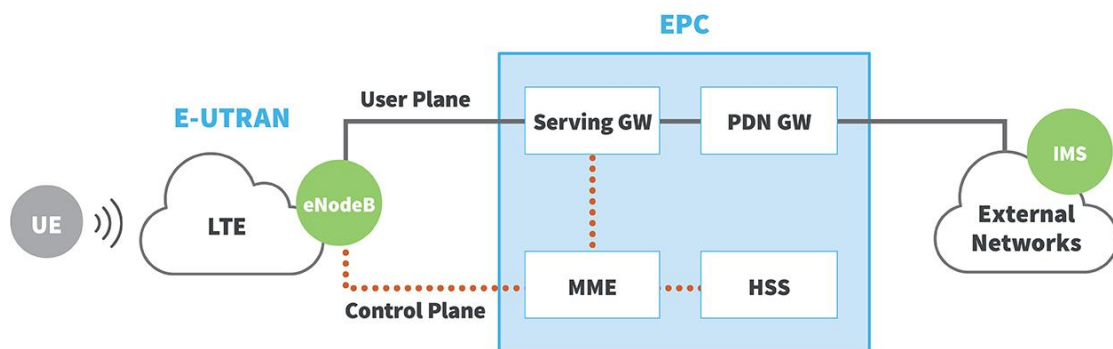 EPC
E-UTRAN
User Plane
Serving GW
PDN GW
IMS
UE
LTE
eNodeB
External
Networks
MME
HSS
Control Plane